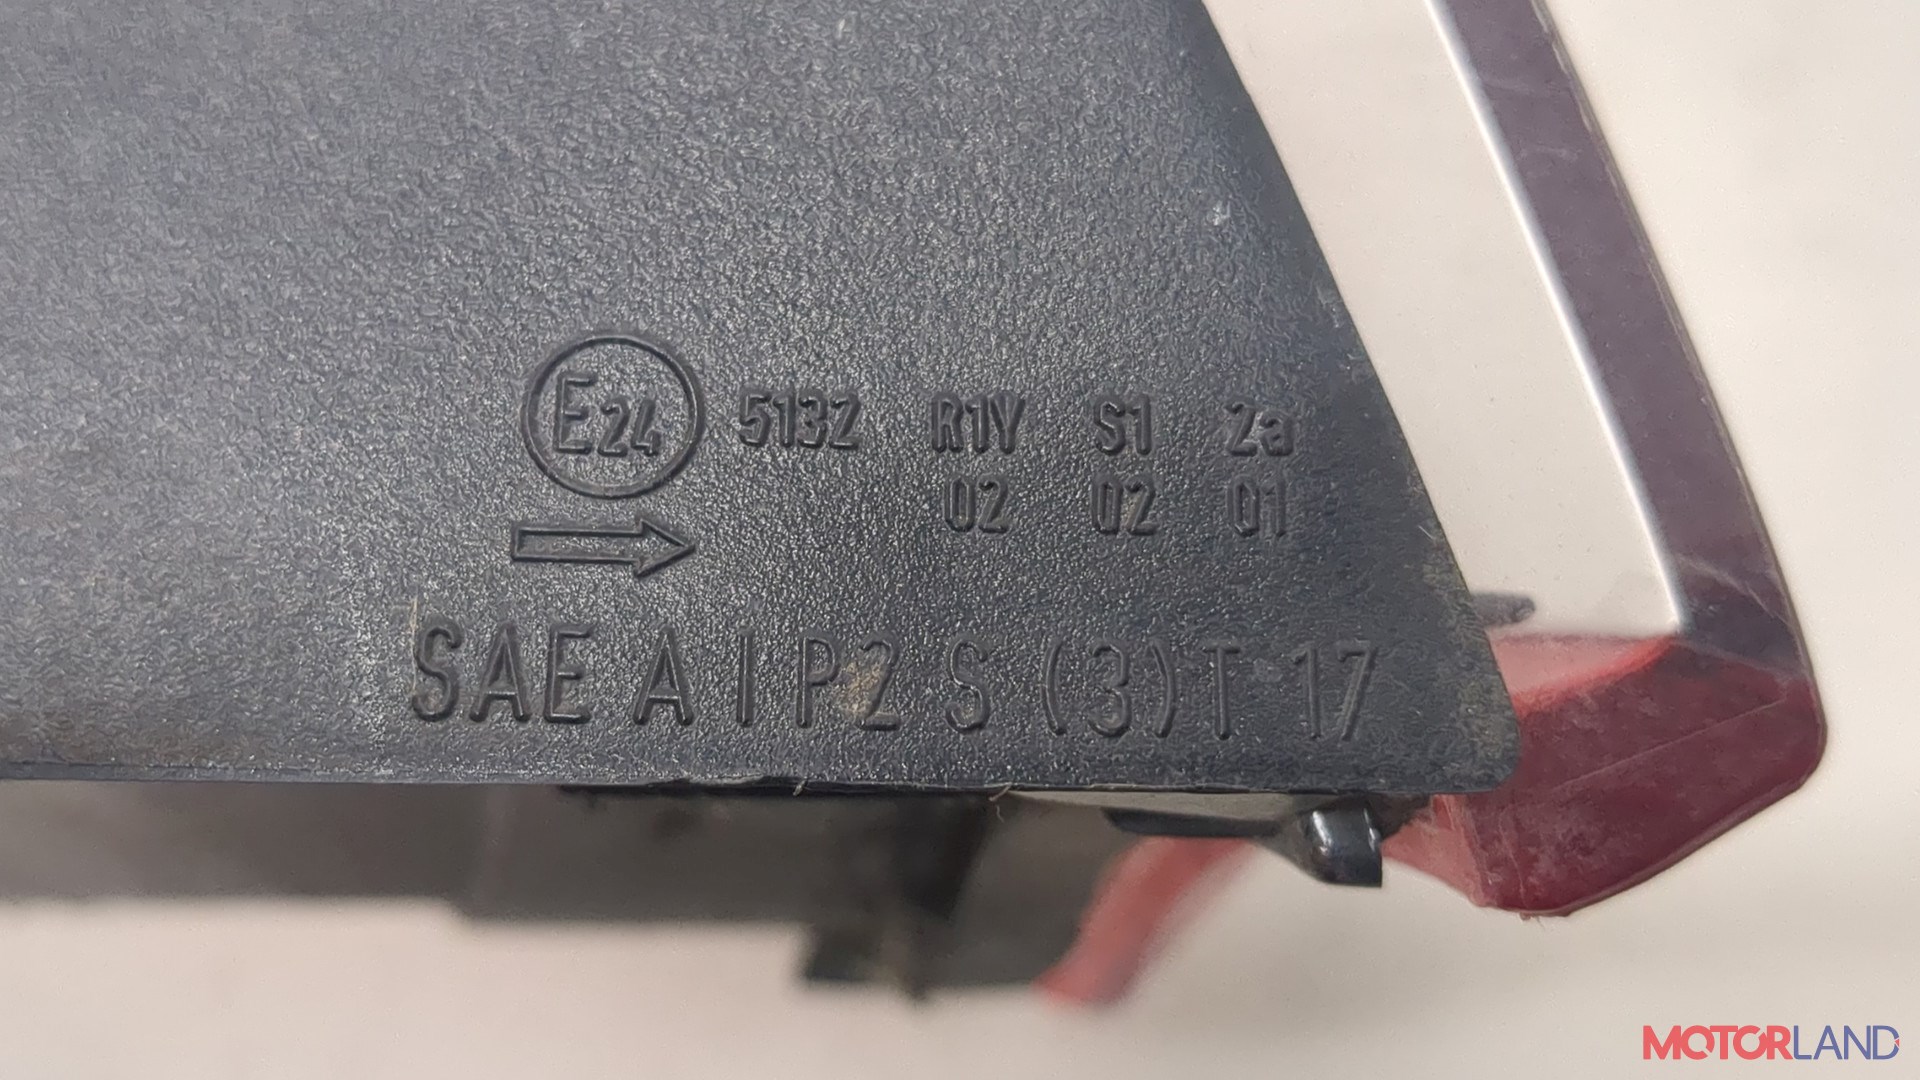 E24 5132 R1Y S1 2a
02 02 01
SAE A I P2 S (3) T 17
MOTORLAND